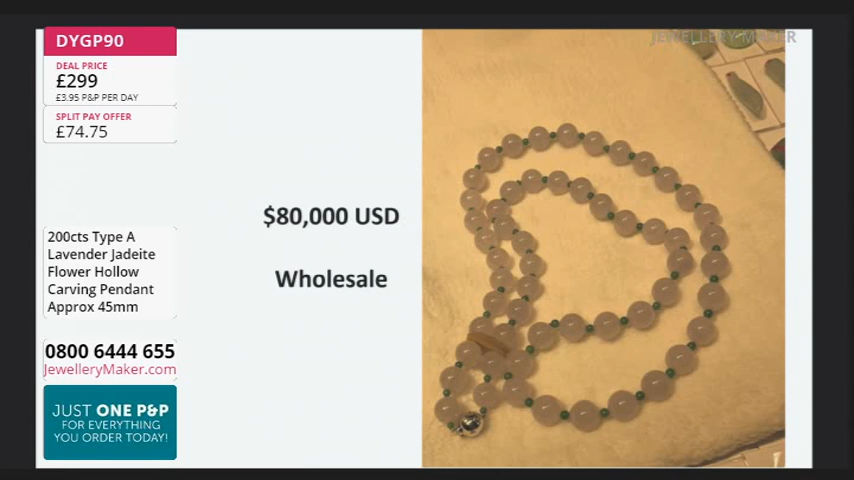 DYGP90
DEAL PRICE
£299
£3.95 P&P PER DAY
SPLIT PAY OFFER
£74.75
200cts Type A
Lavender Jadeite
Flower Hollow
Carving Pendant
Approx 45mm
0800 6444 655
JewelleryMaker.com
JUST ONE P&P
FOR EVERYTHING
YOU ORDER TODAY!
$80,000 USD
Wholesale
JEWELLERY MAKER